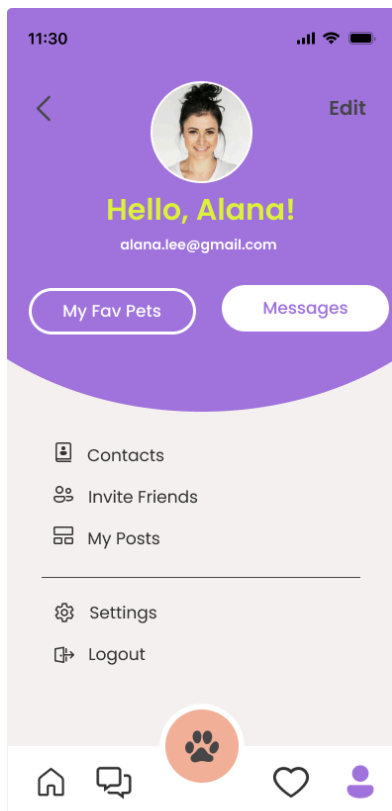 11:30
Edit
Hello, Alana!
alana.lee@gmail.com
My Fav Pets
Messages
Contacts
Invite Friends
My Posts
Settings
Logout